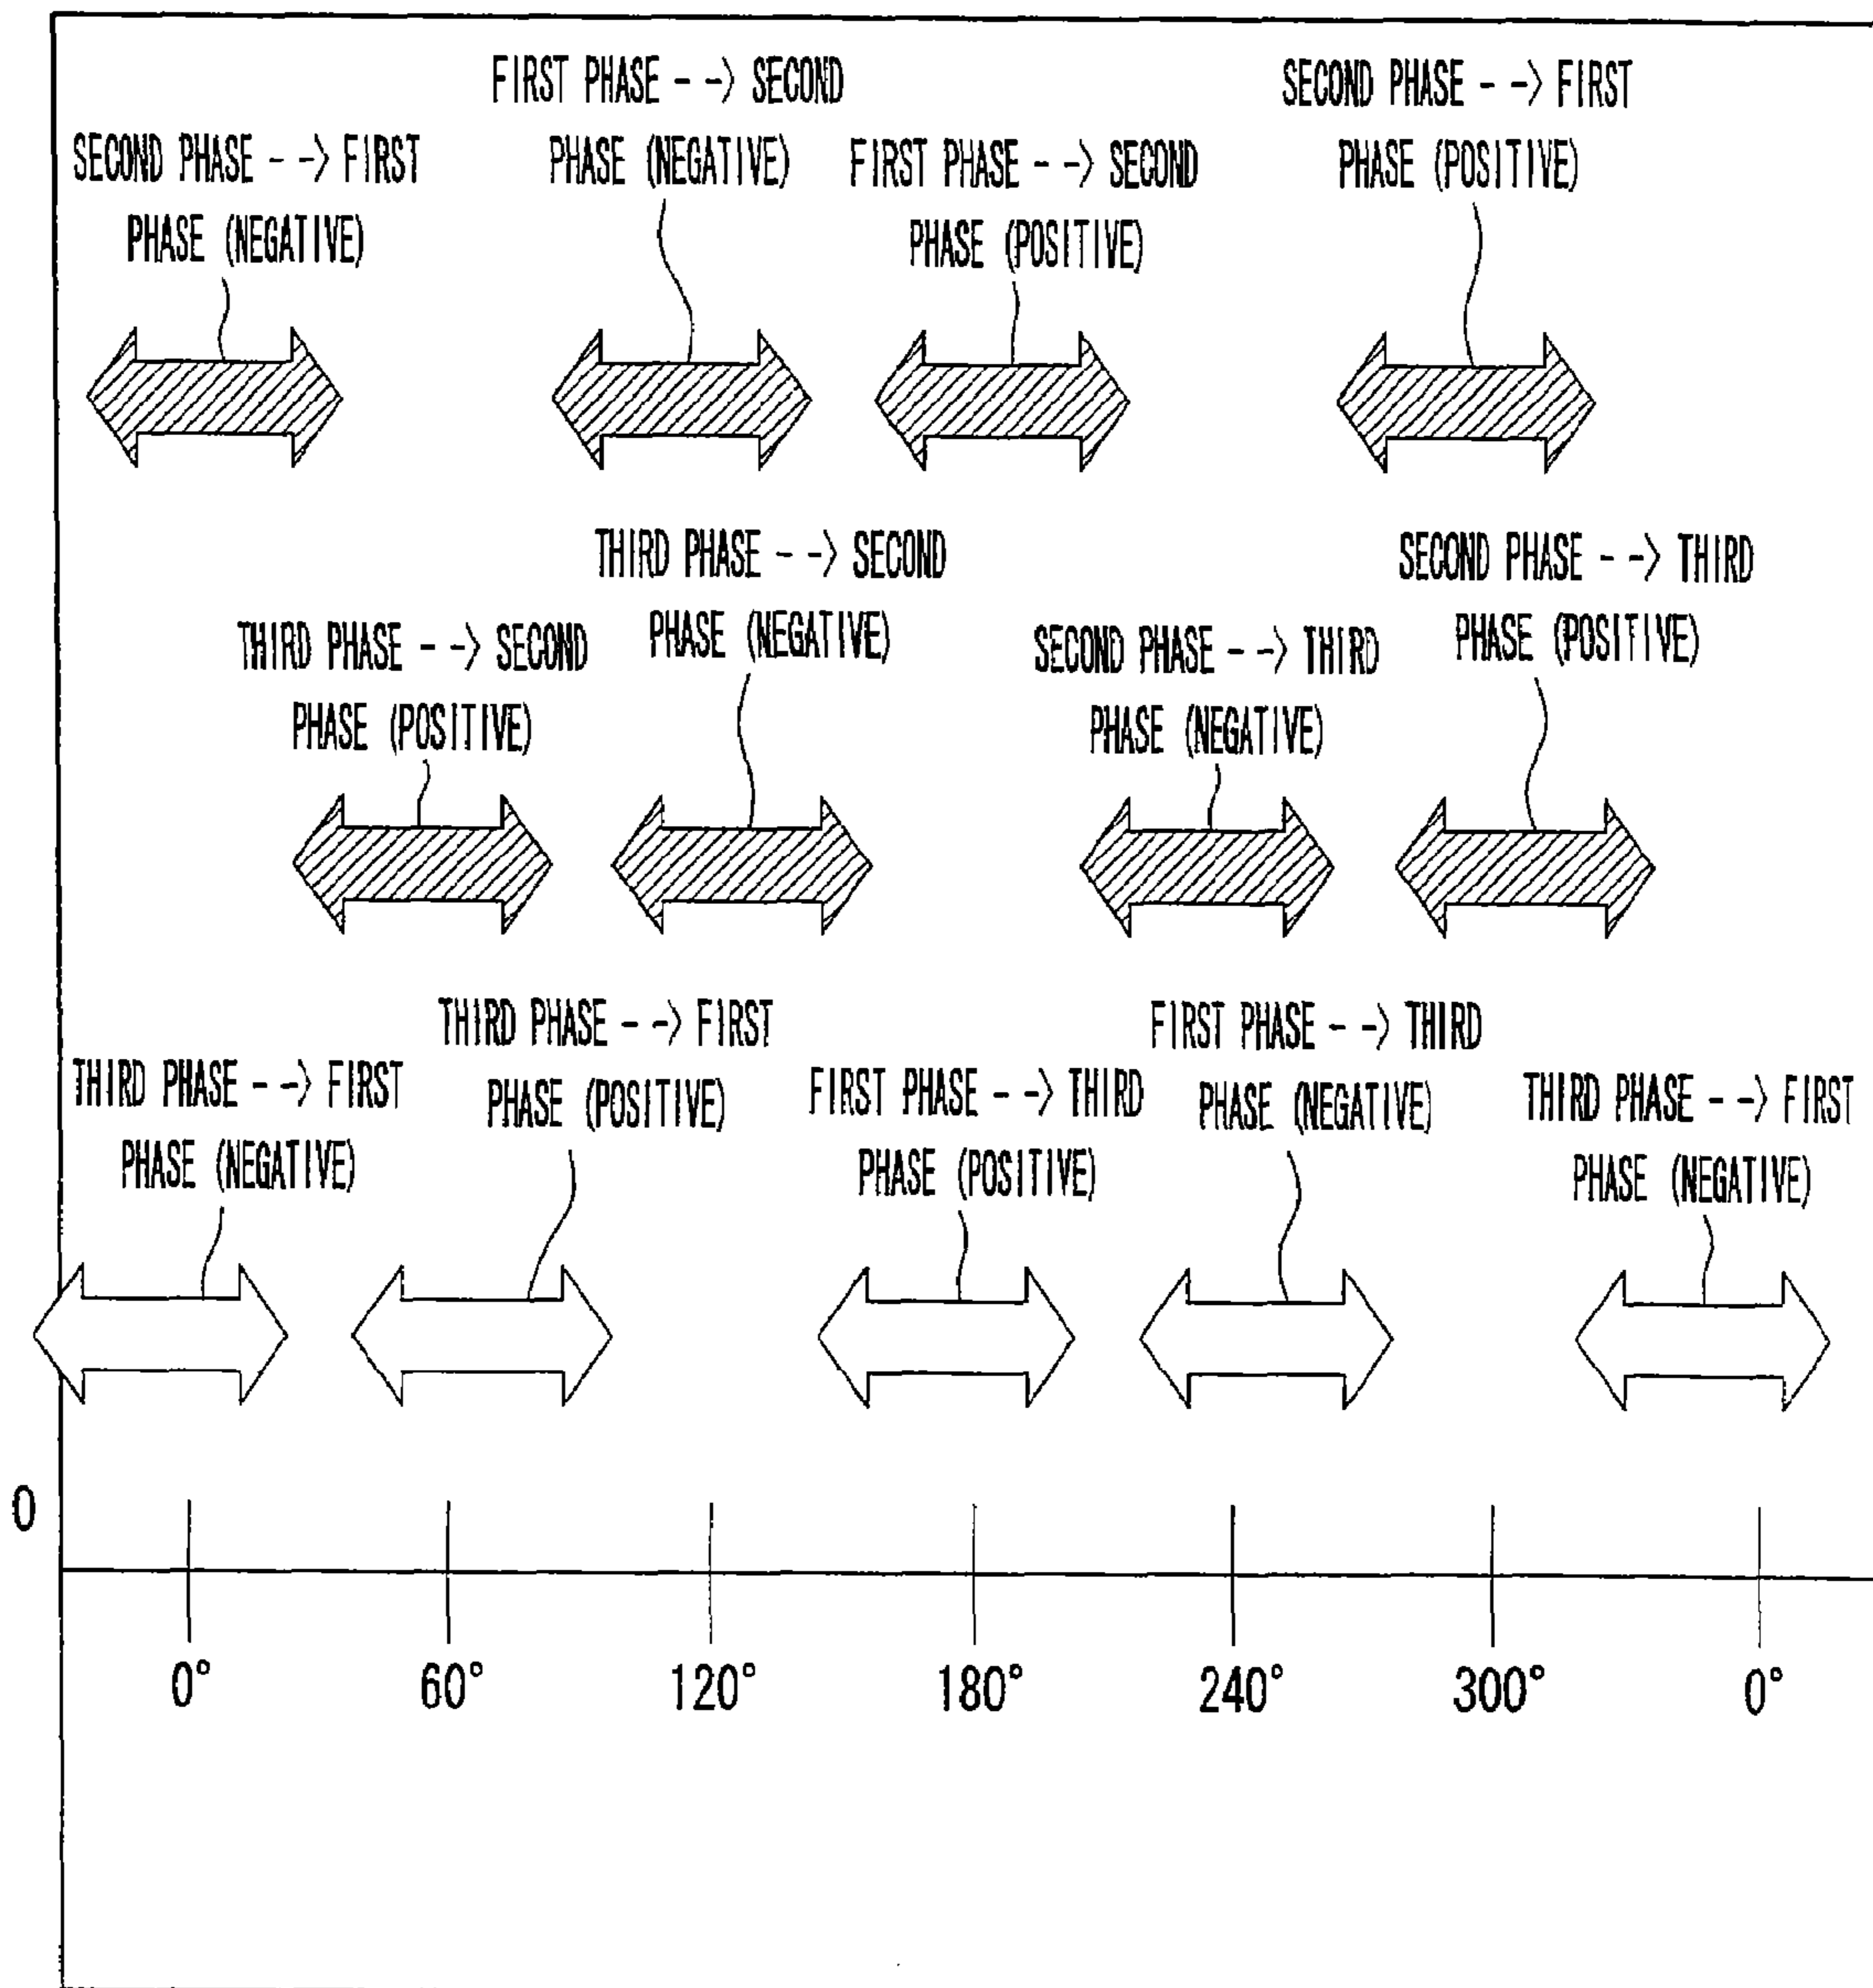 FIRST PHASE --> SECOND
PHASE (NEGATIVE)
SECOND PHASE --> FIRST
PHASE (POSITIVE)
SECOND PHASE --> FIRST
PHASE (NEGATIVE)
FIRST PHASE --> SECOND
PHASE (POSITIVE)
THIRD PHASE --> SECOND
PHASE (NEGATIVE)
SECOND PHASE --> THIRD
PHASE (POSITIVE)
THIRD PHASE --> SECOND
PHASE (POSITIVE)
SECOND PHASE --> THIRD
PHASE (NEGATIVE)
THIRD PHASE --> FIRST
PHASE (POSITIVE)
FIRST PHASE --> THIRD
PHASE (NEGATIVE)
THIRD PHASE --> FIRST
PHASE (NEGATIVE)
FIRST PHASE --> THIRD
PHASE (POSITIVE)
THIRD PHASE --> FIRST
PHASE (NEGATIVE)
0
0° 60° 120° 180° 240° 300° 0°